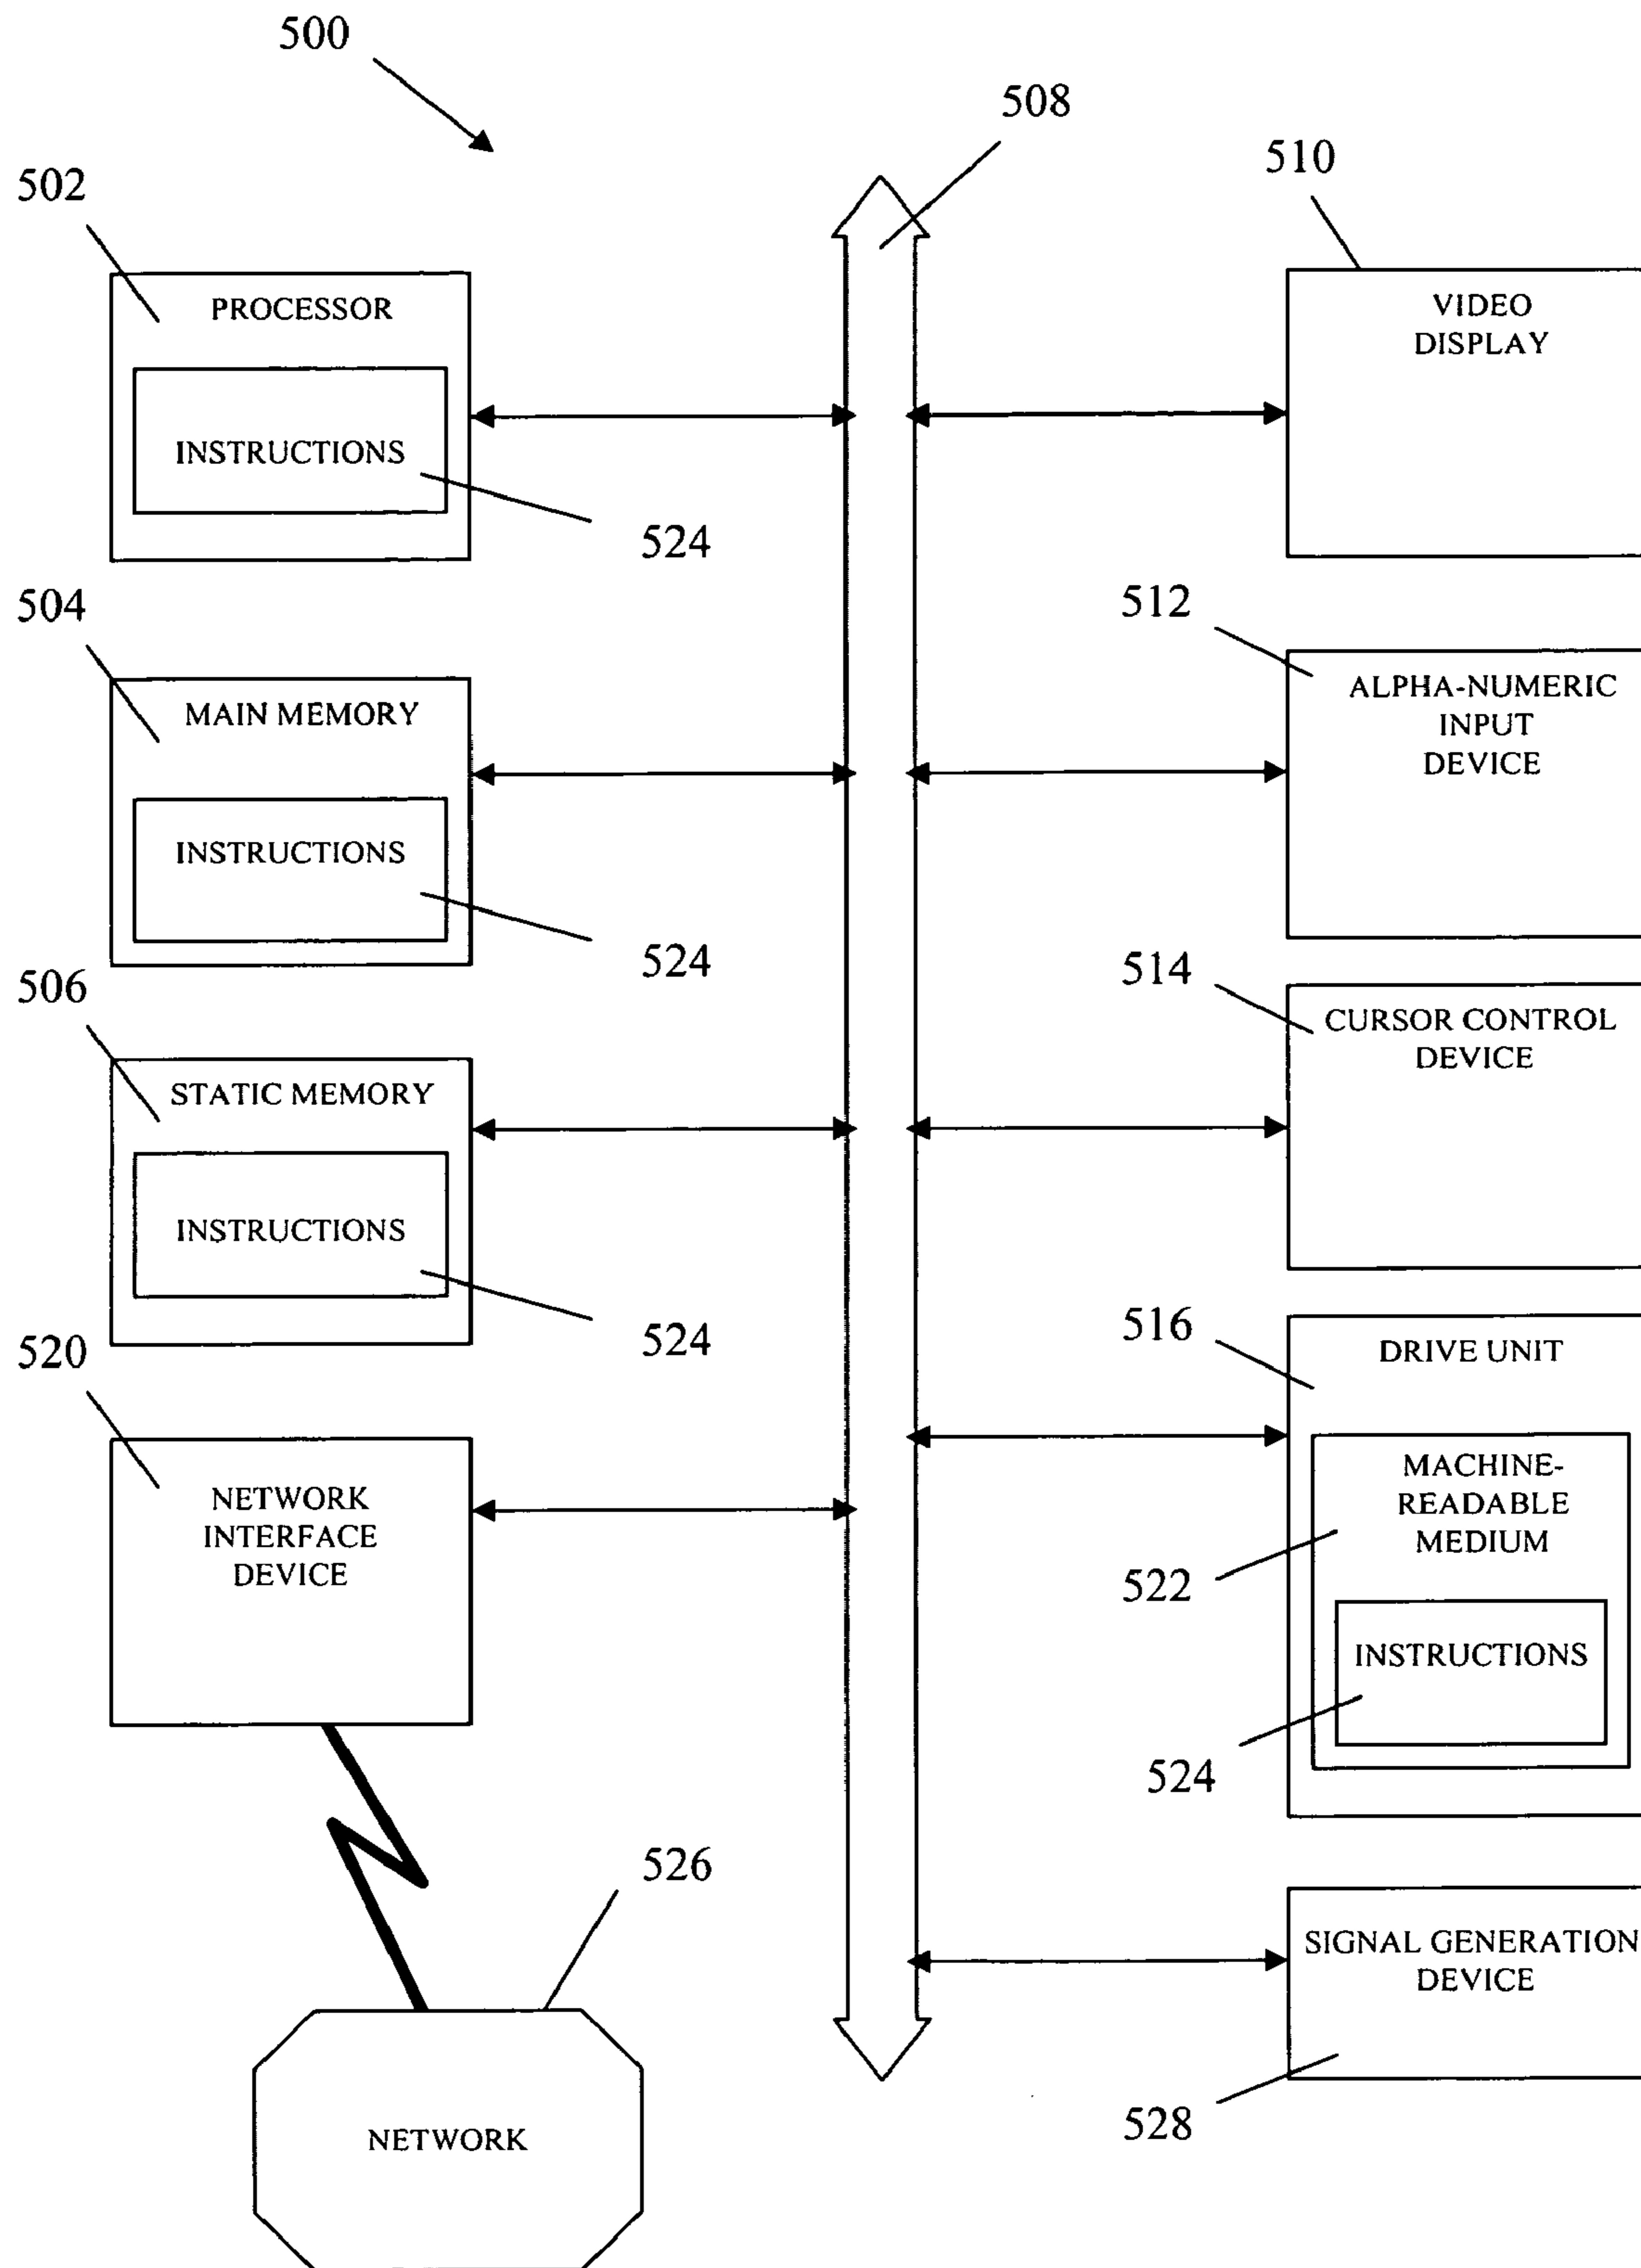 500
508
510
502
PROCESSOR
INSTRUCTIONS
524
VIDEO
DISPLAY
504
MAIN MEMORY
INSTRUCTIONS
524
512
ALPHA-NUMERIC
INPUT
DEVICE
506
STATIC MEMORY
INSTRUCTIONS
524
514
CURSOR CONTROL
DEVICE
520
NETWORK
INTERFACE
DEVICE
516
DRIVE UNIT
MACHINE-
READABLE
MEDIUM
522
INSTRUCTIONS
524
526
NETWORK
SIGNAL GENERATION
DEVICE
528